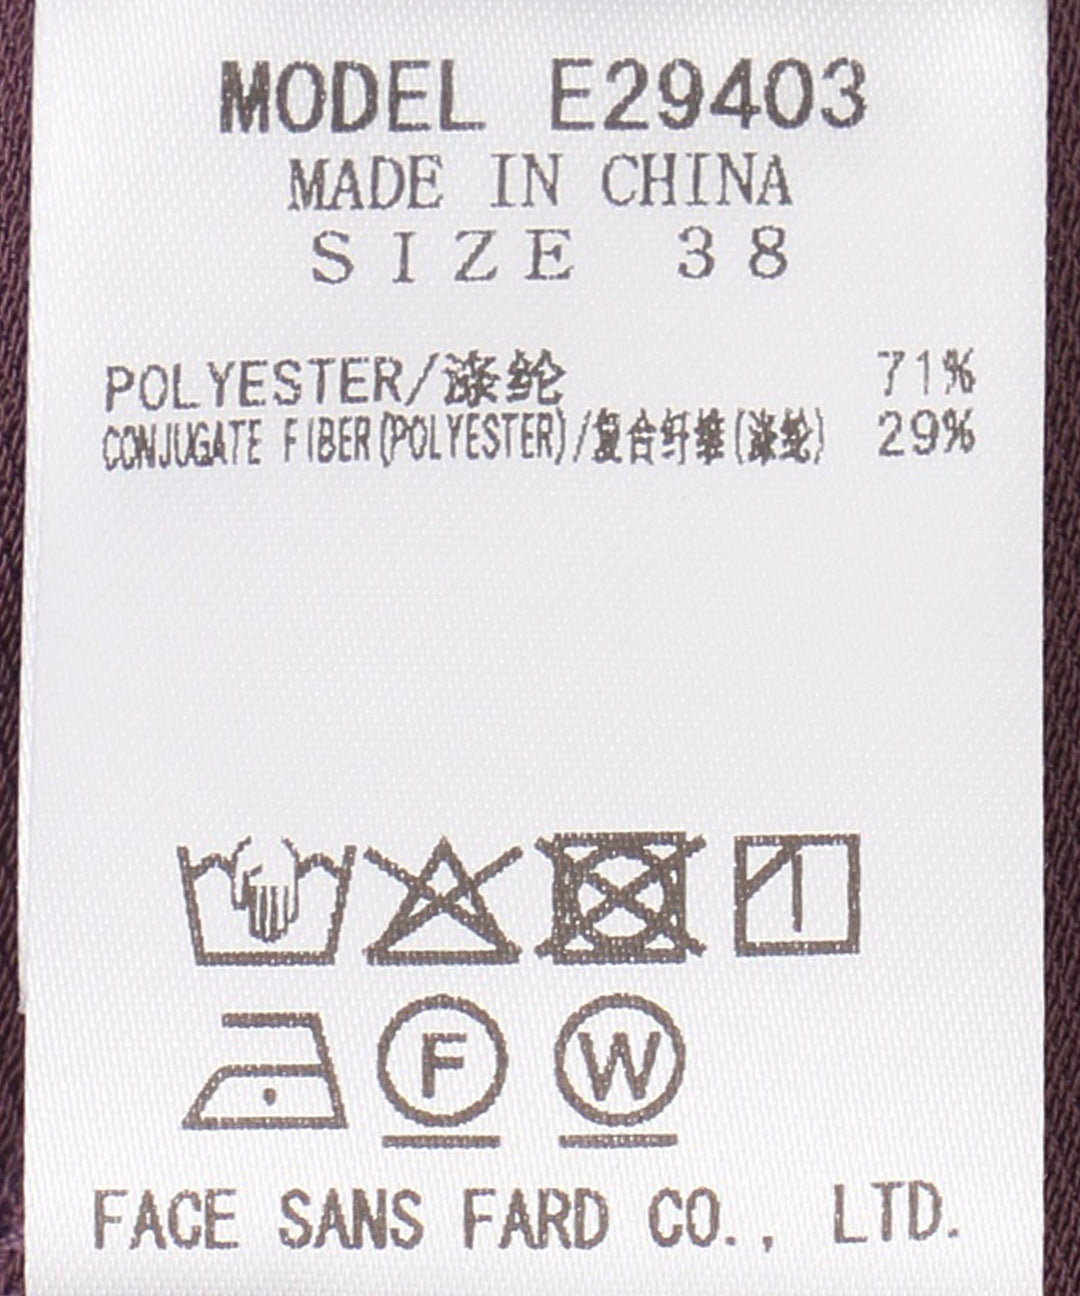 MODEL E29403
MADE IN CHINA
SIZE 38
POLYESTER/涤纶 71%
CONJUGATE FIBER(POLYESTER)/复合纤维(涤纶) 29%
F W
FACE SANS FARD CO., LTD.